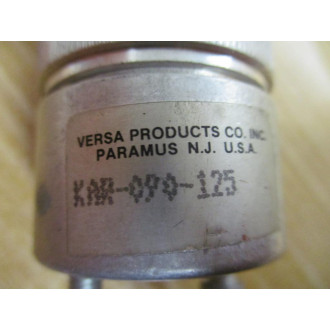 VERSA PRODUCTS CO. INC.
PARAMUS N.J. U.S.A.
KAR-090-125